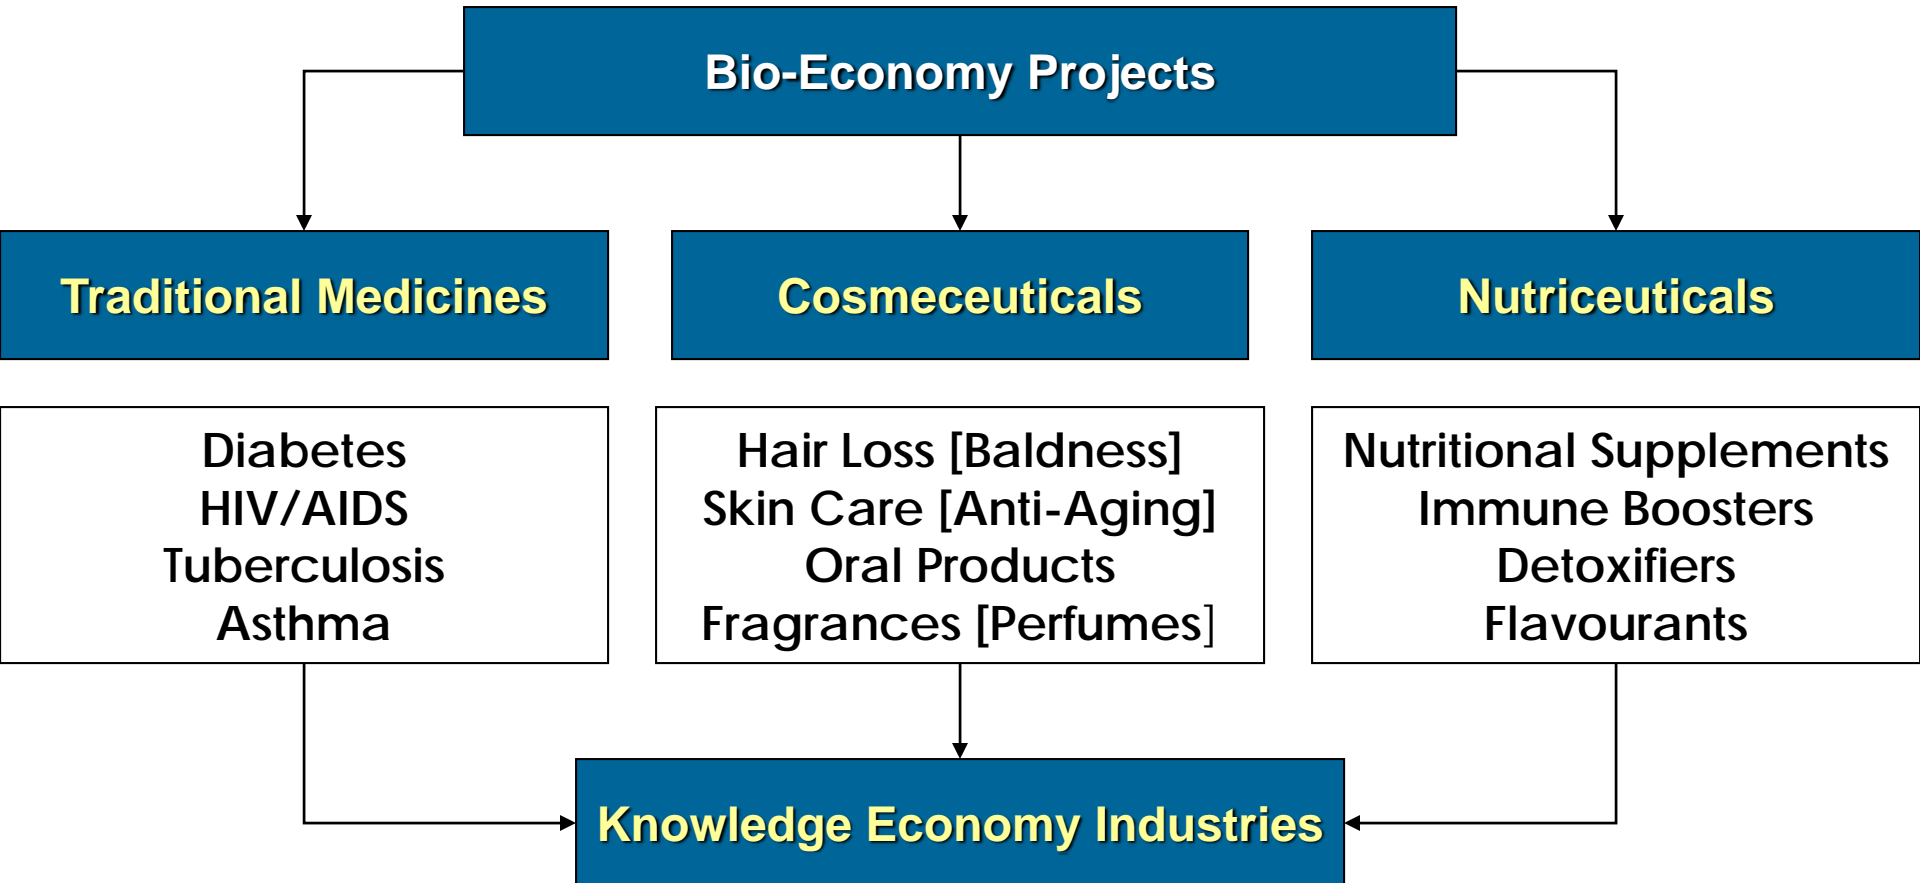 Bio-Economy Projects
Traditional Medicines
Cosmeceuticals
Nutriceuticals
Diabetes
HIV/AIDS
Tuberculosis
Asthma
Hair Loss [Baldness]
Skin Care [Anti-Aging]
Oral Products
Fragrances [Perfumes]
Nutritional Supplements
Immune Boosters
Detoxifiers
Flavourants
Knowledge Economy Industries